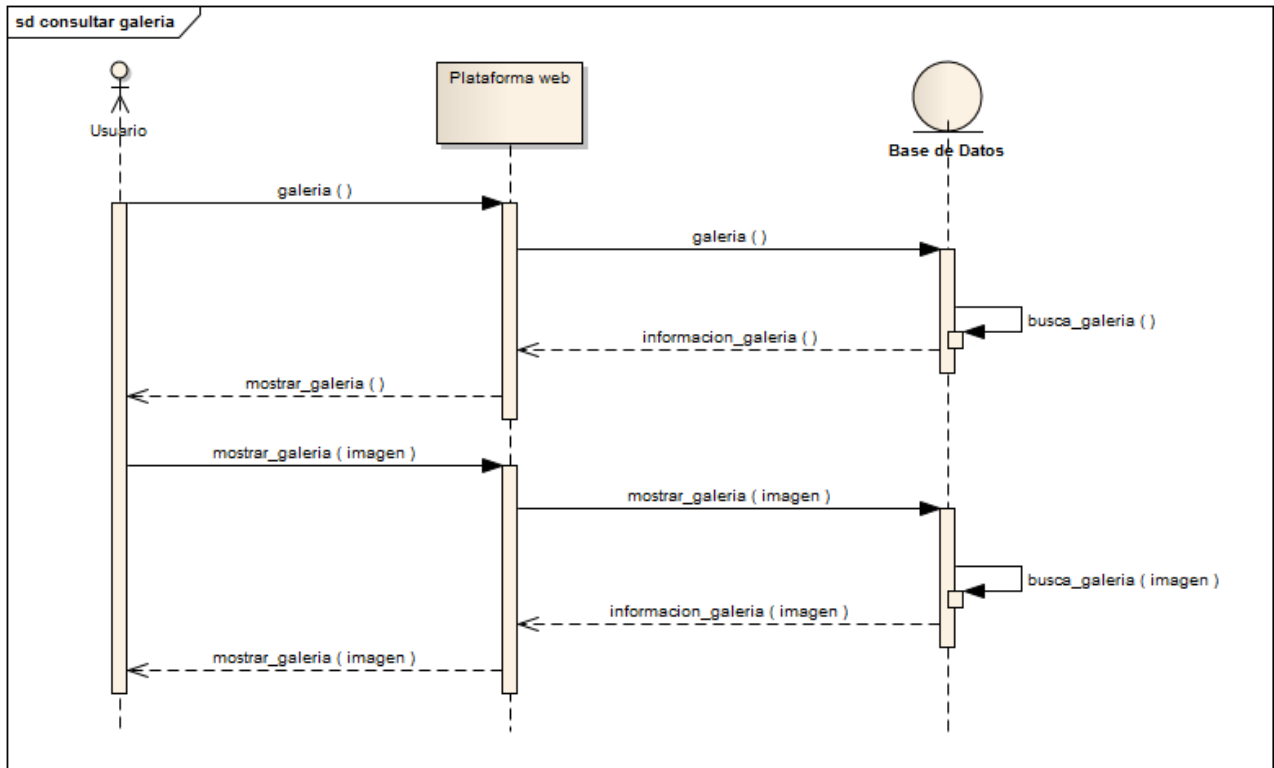 sd consultar galeria
Plataforma web
Usuario
Base de Datos
galeria ( )
galeria ( )
busca_galeria ( )
informacion_galeria ( )
mostrar_galeria ( )
mostrar_galeria ( imagen )
mostrar_galeria ( imagen )
busca_galeria ( imagen )
informacion_galeria ( imagen )
mostrar_galeria ( imagen )